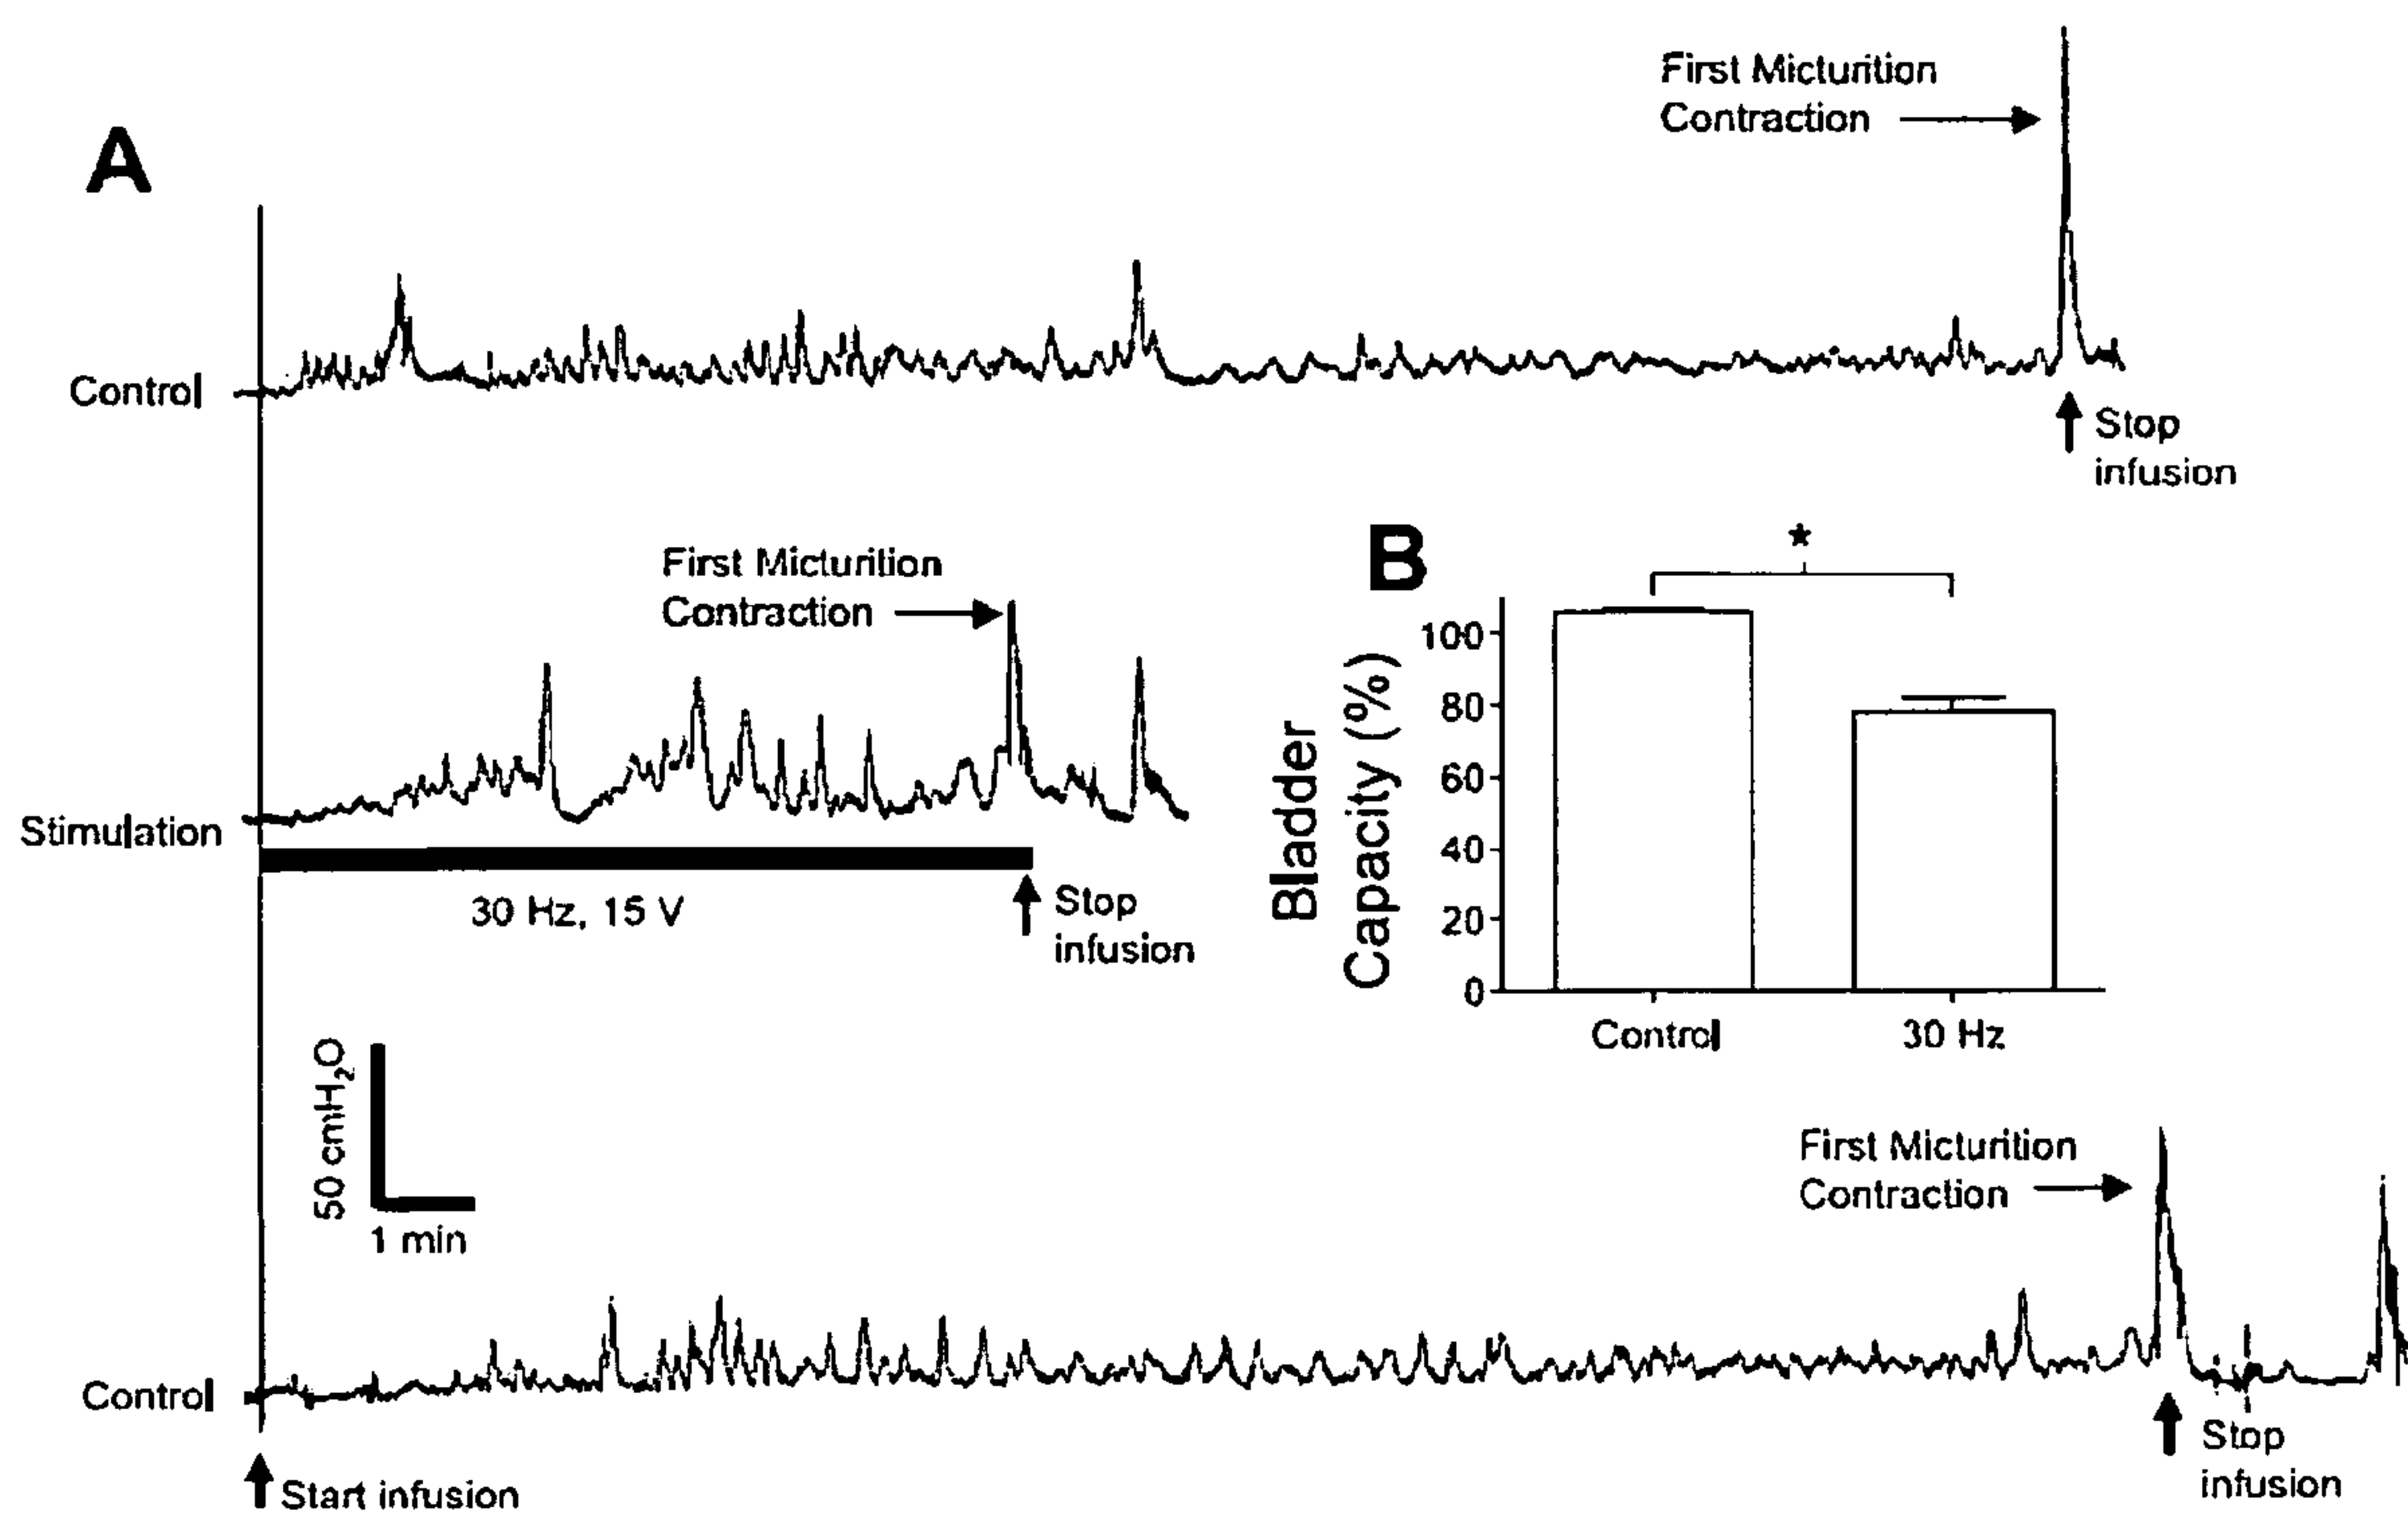 A
First Micturition
Contraction
Control
Stop
infusion
First Micturition
Contraction
Stimulation
30 Hz, 15 V
Stop
infusion
B
*
Bladder
Capacity (%)
100
80
60
40
20
0
Control
30 Hz
50 cmH₂O
1 min
First Micturition
Contraction
Control
Stop
infusion
Start infusion